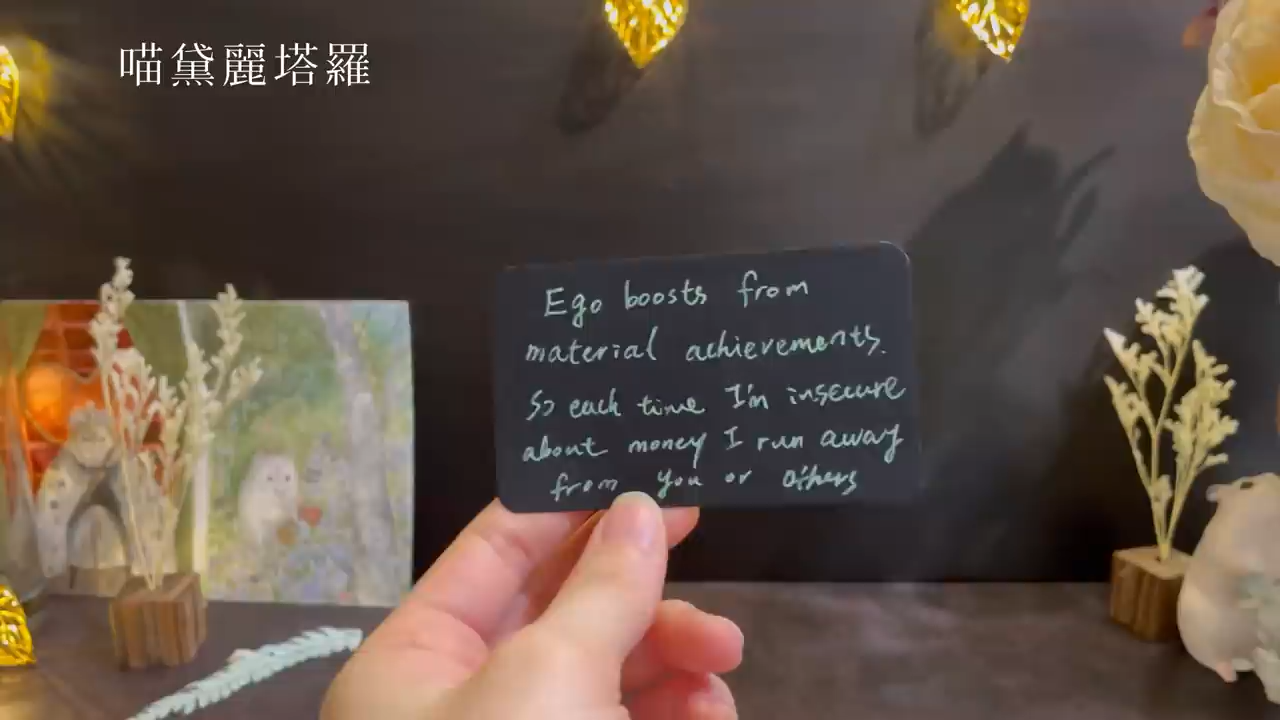 喵黛麗塔羅
Ego boosts from
material achievements.
So each time I'm insecure
about money I run away
from you or others